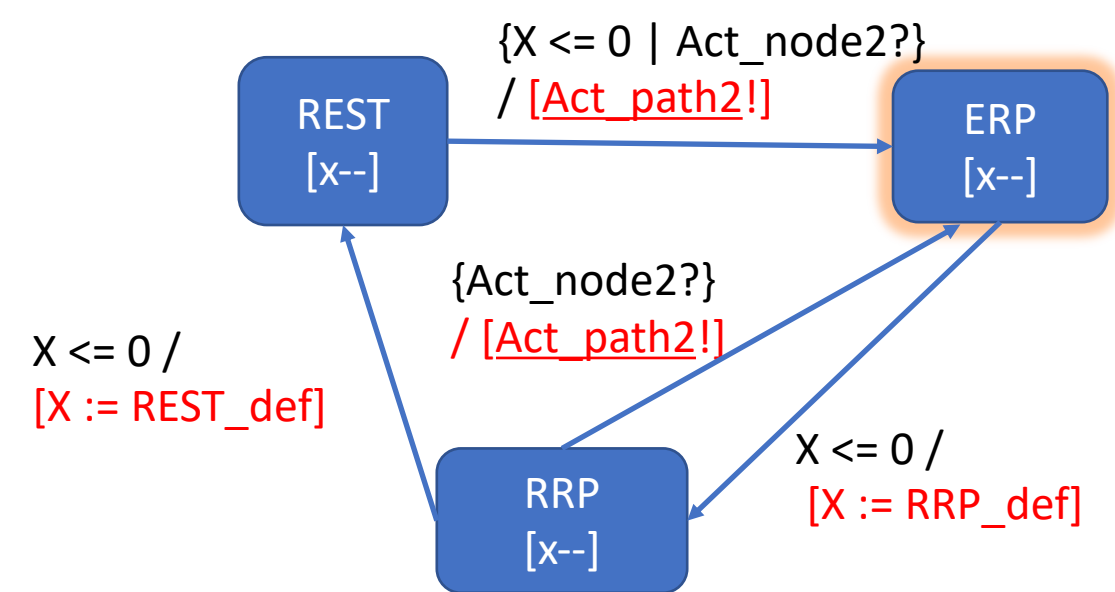 {X <= 0 | Act_node2?}
/ [Act_path2!]
REST
[x--]
ERP
[x--]
{Act_node2?}
/ [Act_path2!]
X <= 0 /
[X := REST_def]
X <= 0 /
[X := RRP_def]
RRP
[x--]